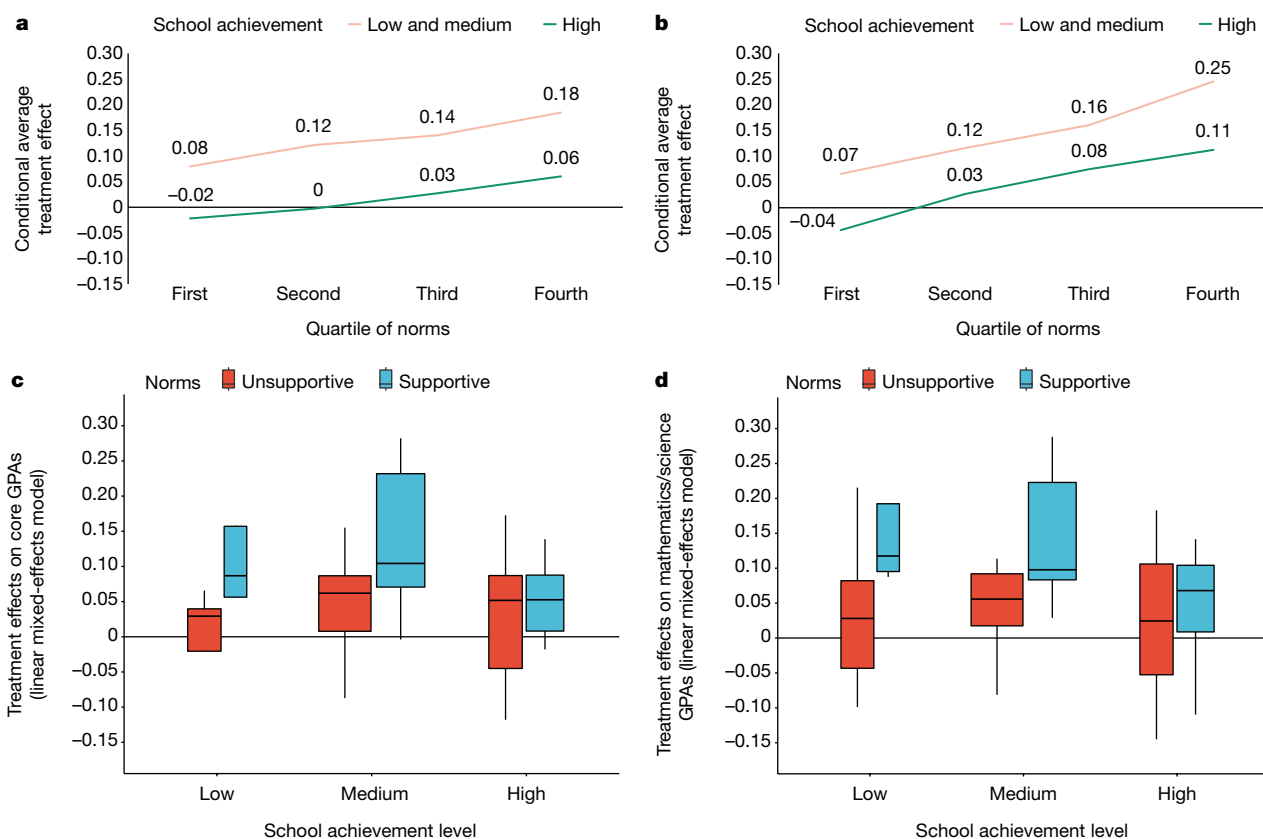 a
School achievement Low and medium High
Conditional average
treatment effect
0.30
0.25
0.20
0.15
0.10
0.05
0
−0.05
−0.10
−0.15
0.08
0.12
0.14
0.18
−0.02
0
0.03
0.06
First Second Third Fourth
Quartile of norms
b
School achievement Low and medium High
Conditional average
treatment effect
0.30
0.25
0.20
0.15
0.10
0.05
0
−0.05
−0.10
−0.15
0.07
0.12
0.16
0.25
−0.04
0.03
0.08
0.11
First Second Third Fourth
Quartile of norms
c
Norms Unsupportive Supportive
Treatment effects on core GPAs
(linear mixed-effects model)
0.30
0.25
0.20
0.15
0.10
0.05
0
−0.05
−0.10
−0.15
Low Medium High
School achievement level
d
Norms Unsupportive Supportive
Treatment effects on mathematics/science
GPAs (linear mixed-effects model)
0.30
0.25
0.20
0.15
0.10
0.05
0
−0.05
−0.10
−0.15
Low Medium High
School achievement level